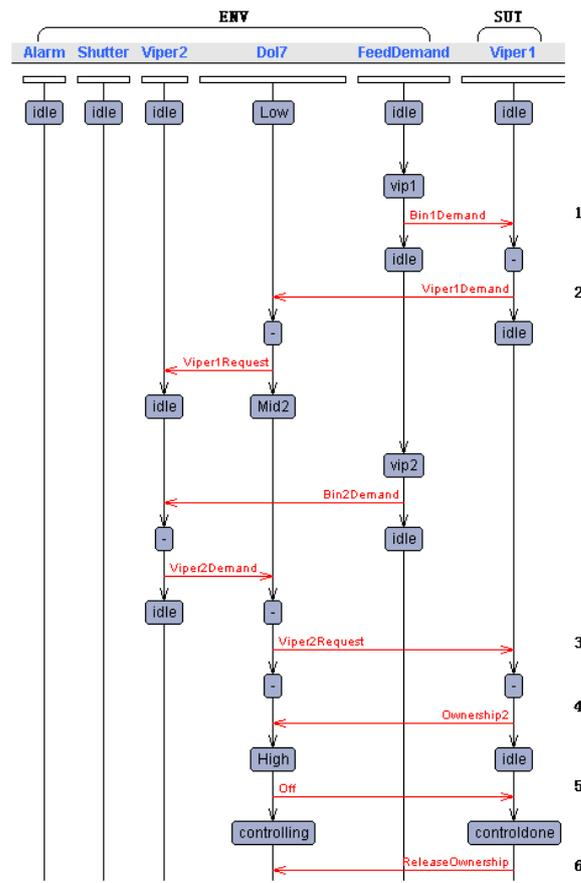 ENV SUT
Alarm Shutter Viper2 Dol7 FeedDemand Viper1
idle idle idle Low idle idle
vip1
Bin1Demand 1
idle -
Viper1Demand 2
- idle
Viper1Request
idle Mid2
vip2
Bin2Demand
- idle
Viper2Demand
idle -
Viper2Request 3
- -
Ownership2 4
High idle
Off 5
controlling controldone
ReleaseOwnership 6